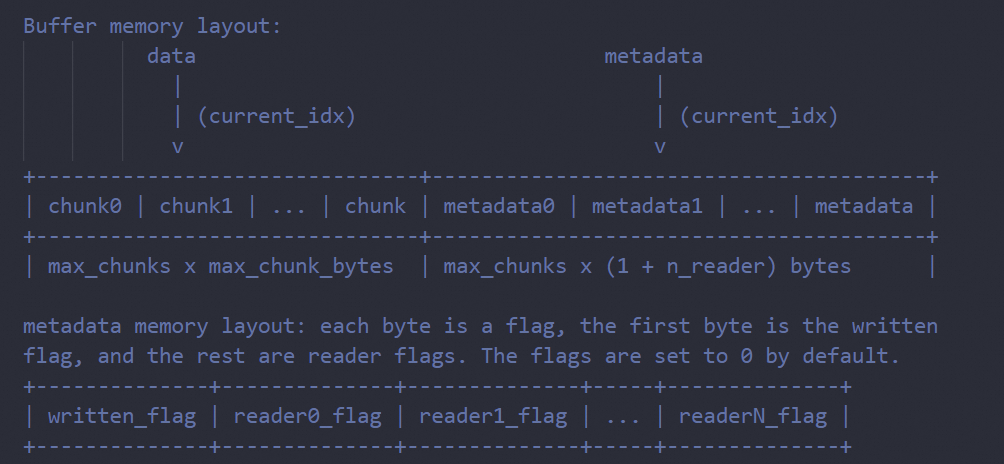 Buffer memory layout:
          data                                 metadata
            |                                      |
            | (current_idx)                        | (current_idx)
            v                                      v
+-------------------------------+----------------------------------------+
| chunk0 | chunk1 | ... | chunk | metadata0 | metadata1 | ... | metadata |
+-------------------------------+----------------------------------------+
| max_chunks x max_chunk_bytes  | max_chunks x (1 + n_reader) bytes      |

metadata memory layout: each byte is a flag, the first byte is the written
flag, and the rest are reader flags. The flags are set to 0 by default.
+--------------+--------------+--------------+-----+--------------+
| written_flag | reader0_flag | reader1_flag | ... | readerN_flag |
+--------------+--------------+--------------+-----+--------------+